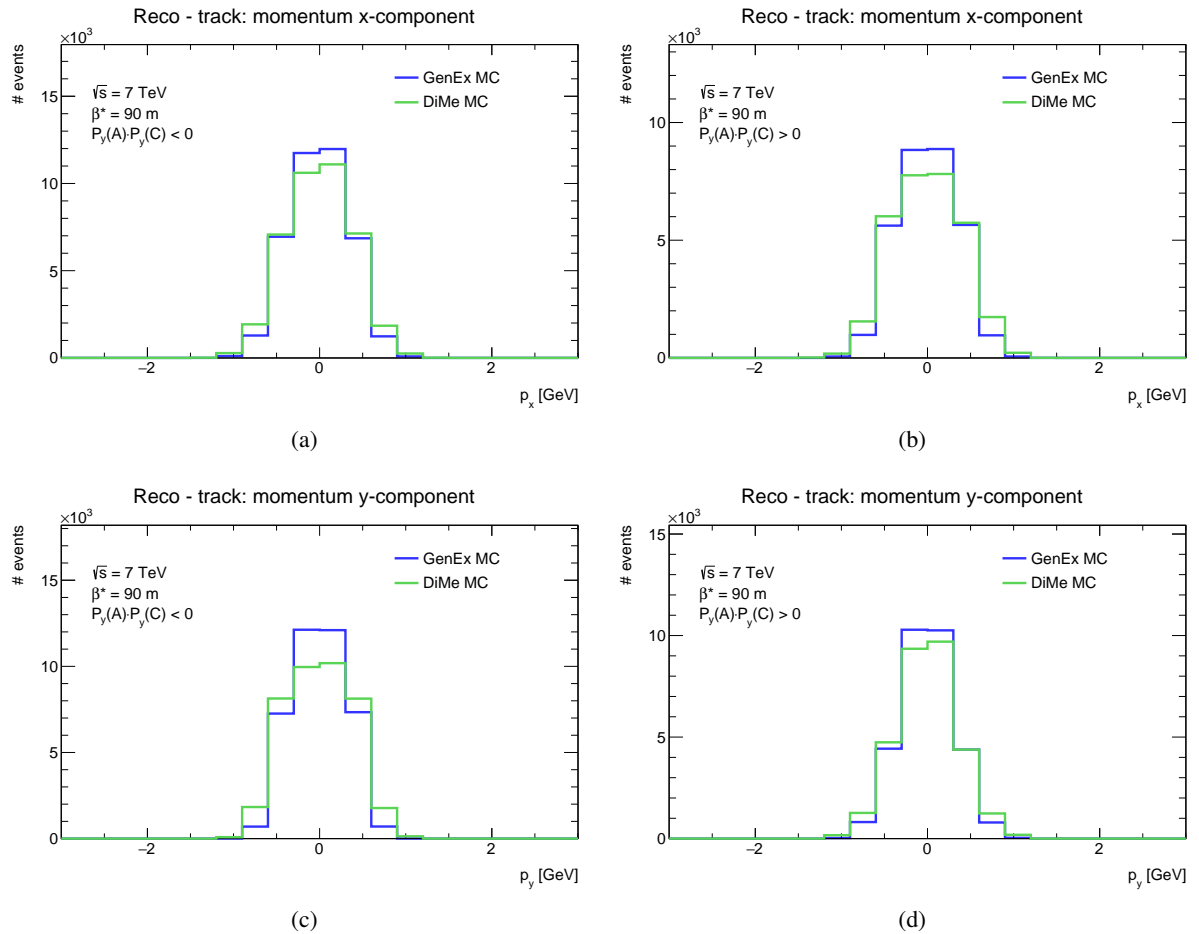 Reco - track: momentum x-component
×10³
# events
15
10
5
0
√s = 7 TeV
β* = 90 m
P_y(A)·P_y(C) < 0
GenEx MC
DiMe MC
−2 0 2
p_x [GeV]
(a)
Reco - track: momentum x-component
×10³
# events
10
5
0
√s = 7 TeV
β* = 90 m
P_y(A)·P_y(C) > 0
GenEx MC
DiMe MC
−2 0 2
p_x [GeV]
(b)
Reco - track: momentum y-component
×10³
# events
15
10
5
0
√s = 7 TeV
β* = 90 m
P_y(A)·P_y(C) < 0
GenEx MC
DiMe MC
−2 0 2
p_y [GeV]
(c)
Reco - track: momentum y-component
×10³
# events
15
10
5
0
√s = 7 TeV
β* = 90 m
P_y(A)·P_y(C) > 0
GenEx MC
DiMe MC
−2 0 2
p_y [GeV]
(d)